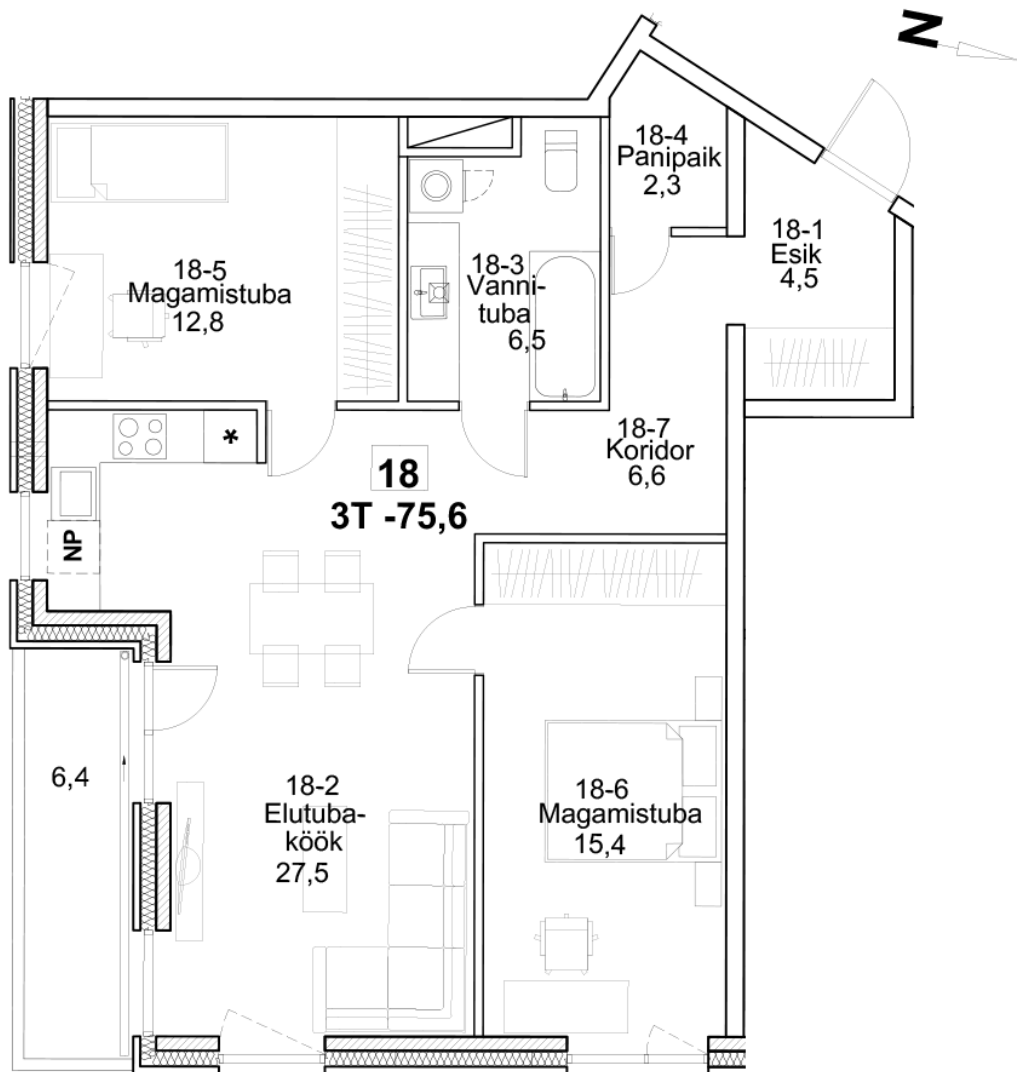 N
18-4
Panipaik
2,3
18-1
Esik
4,5
18-5
Magamistuba
12,8
18-3
Vanni-
tuba
6,5
*
18-7
Koridor
6,6
18
3T -75,6
NP
6,4
18-2
Elutuba-
köök
27,5
18-6
Magamistuba
15,4